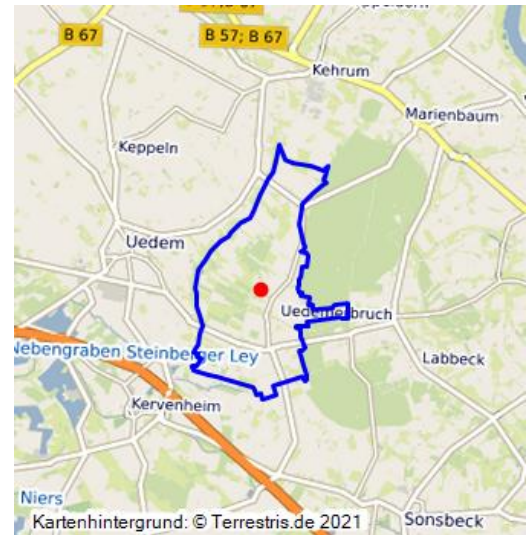 B 67
B 57; B 67
Kehrum
Marienbaum
Keppeln
Uedem
Uedemerbruch
Nebengraben Steinberger Ley
Labbeck
Kervenheim
Niers
Sonsbeck
Kartenhintergrund: © Terrestris.de 2021